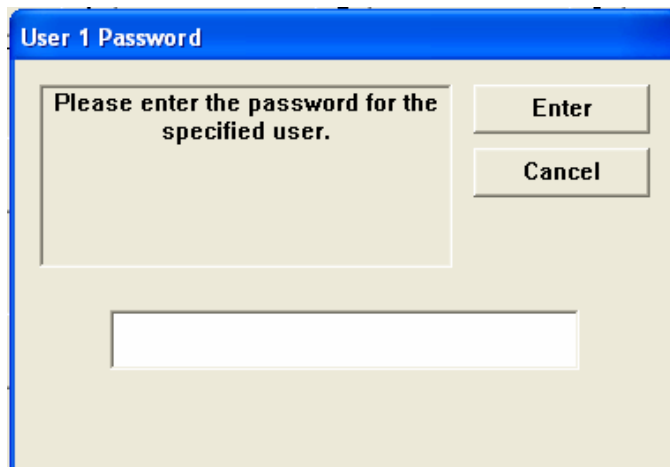 User 1 Password
Please enter the password for the
specified user.
Enter
Cancel